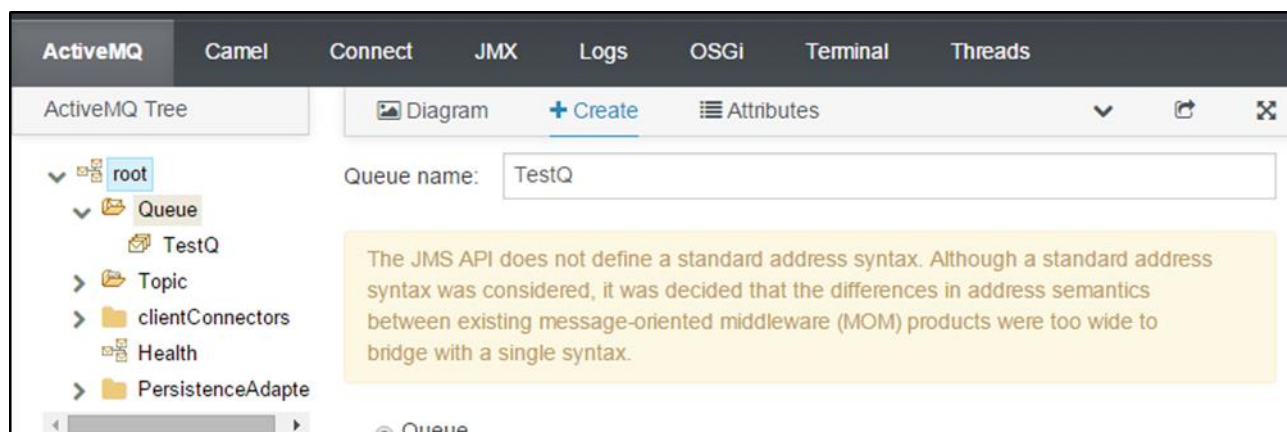 ActiveMQ Camel Connect JMX Logs OSGi Terminal Threads
ActiveMQ Tree
Diagram Create Attributes
root
Queue
TestQ
Topic
clientConnectors
Health
PersistenceAdapte
Queue name: TestQ
The JMS API does not define a standard address syntax. Although a standard address
syntax was considered, it was decided that the differences in address semantics
between existing message-oriented middleware (MOM) products were too wide to
bridge with a single syntax.
Queue